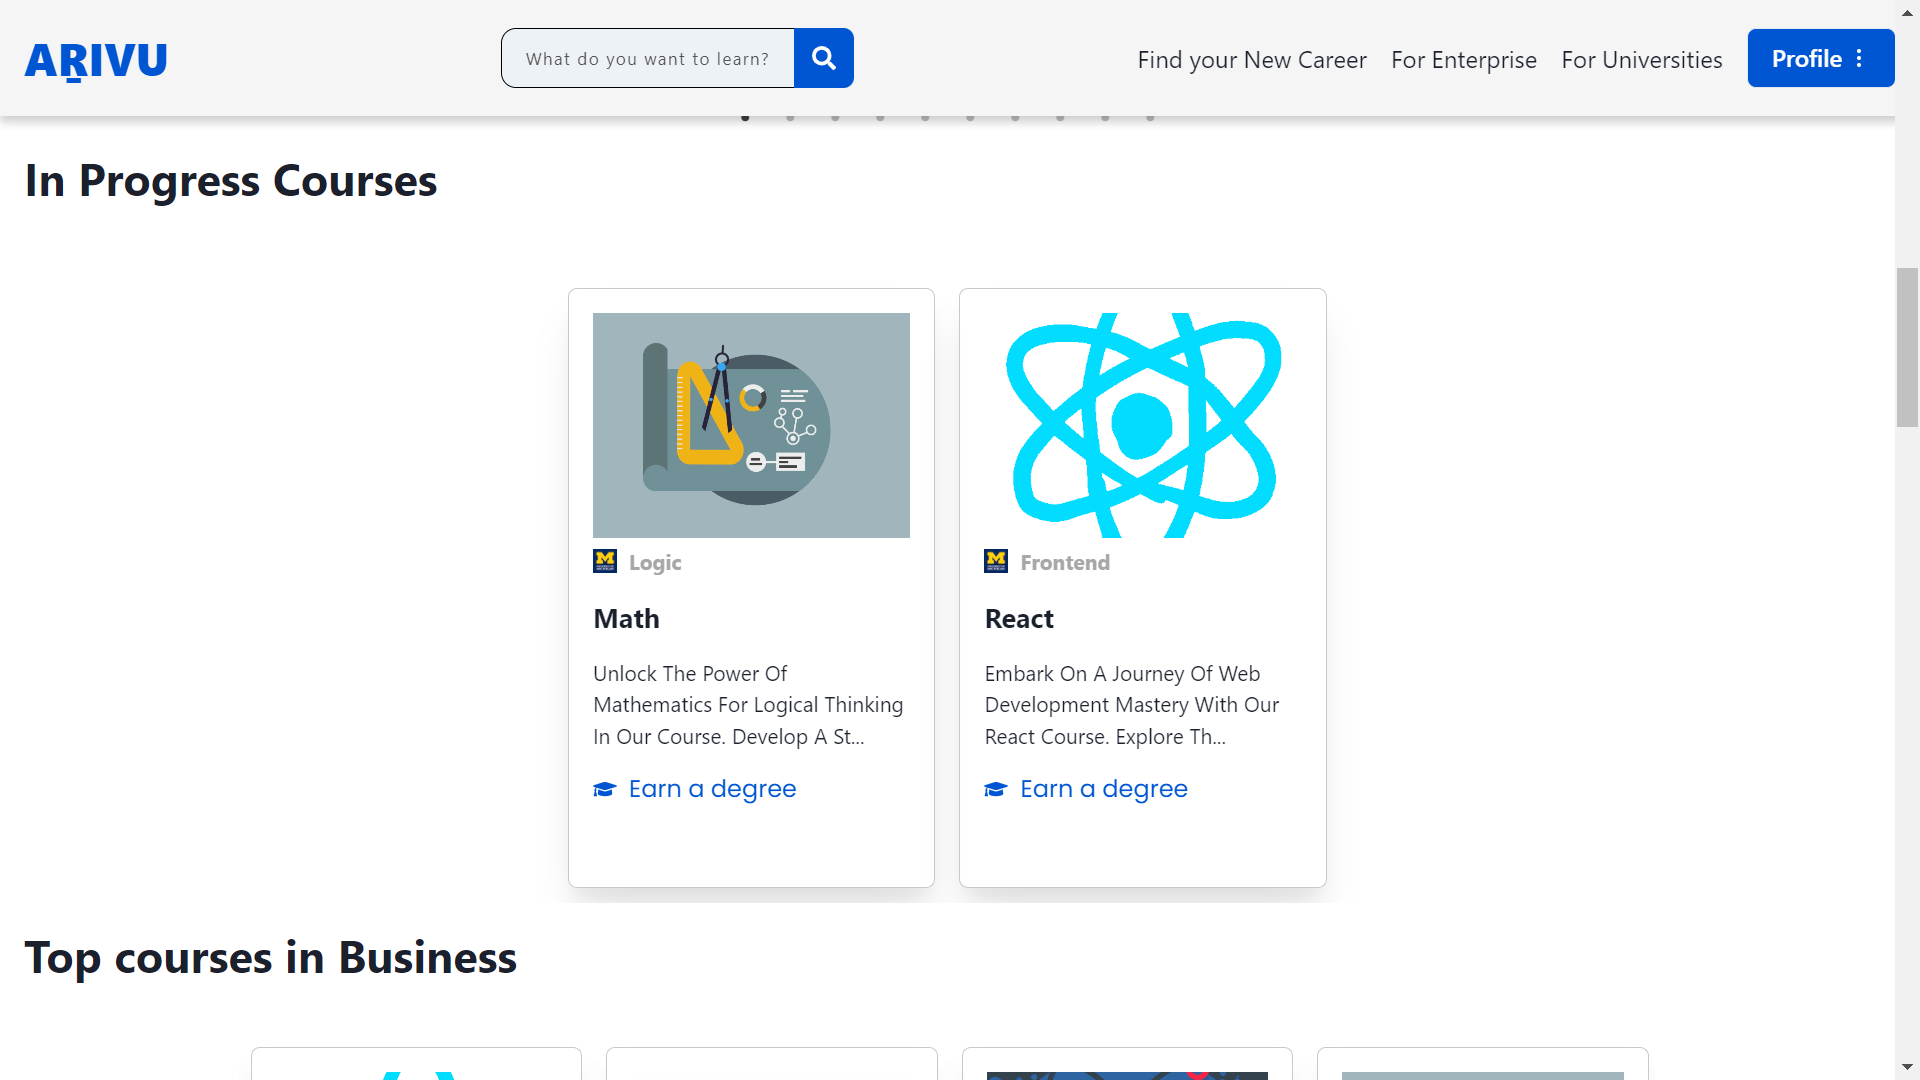 AṞIVU
What do you want to learn?
Find your New Career
For Enterprise
For Universities
Profile
In Progress Courses
Logic
Math
Unlock The Power Of
Mathematics For Logical Thinking
In Our Course. Develop A St...
Earn a degree
Frontend
React
Embark On A Journey Of Web
Development Mastery With Our
React Course. Explore Th...
Earn a degree
Top courses in Business